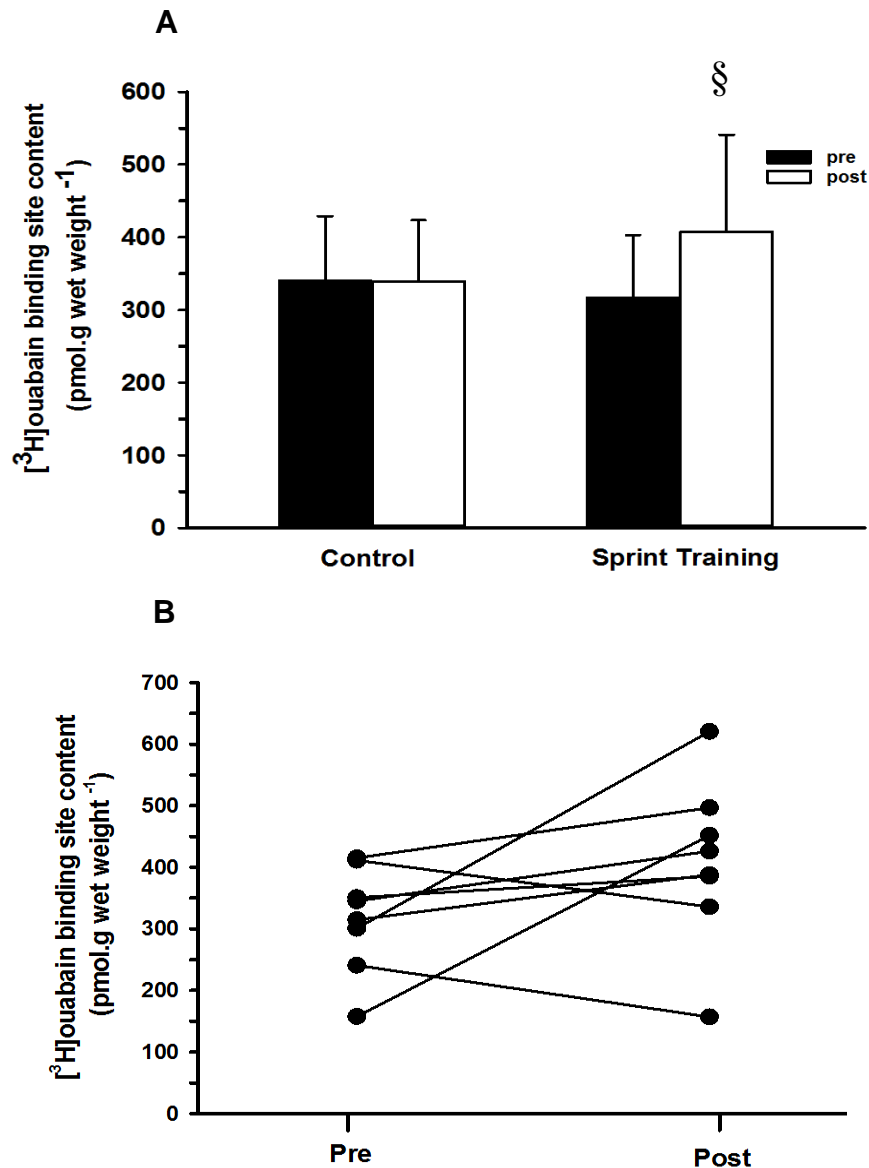 A
§
600
500
400
300
200
100
0
[³H]ouabain binding site content
(pmol.g wet weight ⁻¹)
pre
post
Control
Sprint Training
B
700
600
500
400
300
200
100
0
[³H]ouabain binding site content
(pmol.g wet weight ⁻¹)
Pre
Post